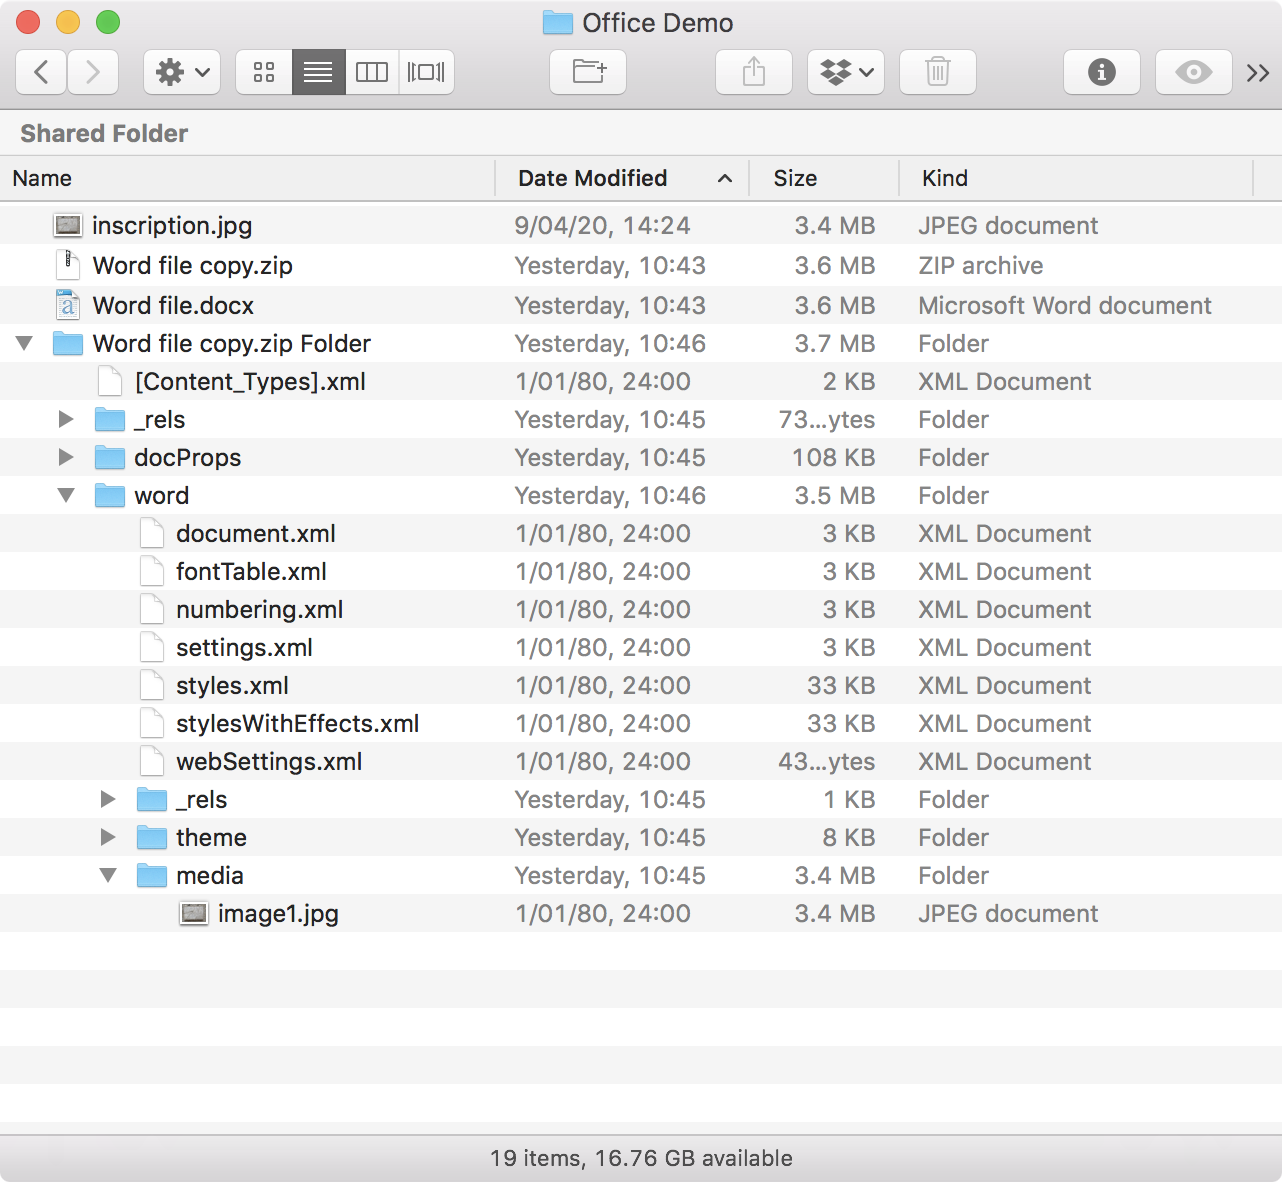 Office Demo
Shared Folder
Name Date Modified Size Kind
inscription.jpg 9/04/20, 14:24 3.4 MB JPEG document
Word file copy.zip Yesterday, 10:43 3.6 MB ZIP archive
Word file.docx Yesterday, 10:43 3.6 MB Microsoft Word document
Word file copy.zip Folder Yesterday, 10:46 3.7 MB Folder
[Content_Types].xml 1/01/80, 24:00 2 KB XML Document
_rels Yesterday, 10:45 73...ytes Folder
docProps Yesterday, 10:45 108 KB Folder
word Yesterday, 10:46 3.5 MB Folder
document.xml 1/01/80, 24:00 3 KB XML Document
fontTable.xml 1/01/80, 24:00 3 KB XML Document
numbering.xml 1/01/80, 24:00 3 KB XML Document
settings.xml 1/01/80, 24:00 3 KB XML Document
styles.xml 1/01/80, 24:00 33 KB XML Document
stylesWithEffects.xml 1/01/80, 24:00 33 KB XML Document
webSettings.xml 1/01/80, 24:00 43...ytes XML Document
_rels Yesterday, 10:45 1 KB Folder
theme Yesterday, 10:45 8 KB Folder
media Yesterday, 10:45 3.4 MB Folder
image1.jpg 1/01/80, 24:00 3.4 MB JPEG document
19 items, 16.76 GB available